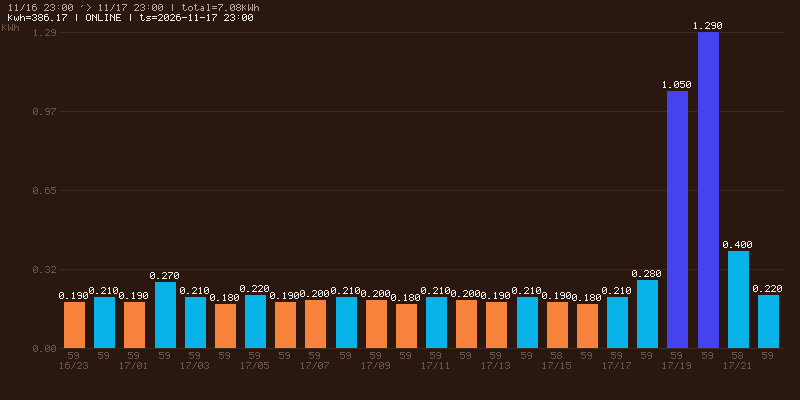 11/16 23:00 -> 11/17 23:00 | total=7.08KWh
Kwh=386.17 | ONLINE | ts=2026-11-17 23:00
KWh
1.29
0.97
0.65
0.32
0.00
0.190 0.210 0.190 0.270 0.210 0.180 0.220 0.190 0.200 0.210 0.200 0.180 0.210 0.200 0.190 0.210 0.190 0.180 0.210 0.280 1.050 1.290 0.400 0.220
59 59 59 59 59 59 59 59 59 59 59 59 59 59 59 59 58 59 59 59 59 59 58 59
16/23 17/01 17/03 17/05 17/07 17/09 17/11 17/13 17/15 17/17 17/19 17/21